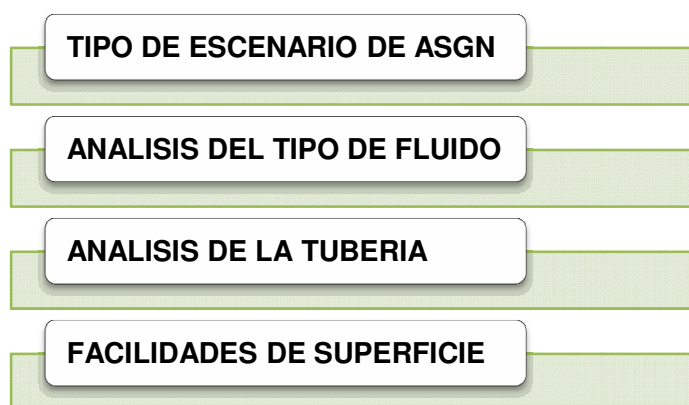 TIPO DE ESCENARIO DE ASGN
ANALISIS DEL TIPO DE FLUIDO
ANALISIS DE LA TUBERIA
FACILIDADES DE SUPERFICIE